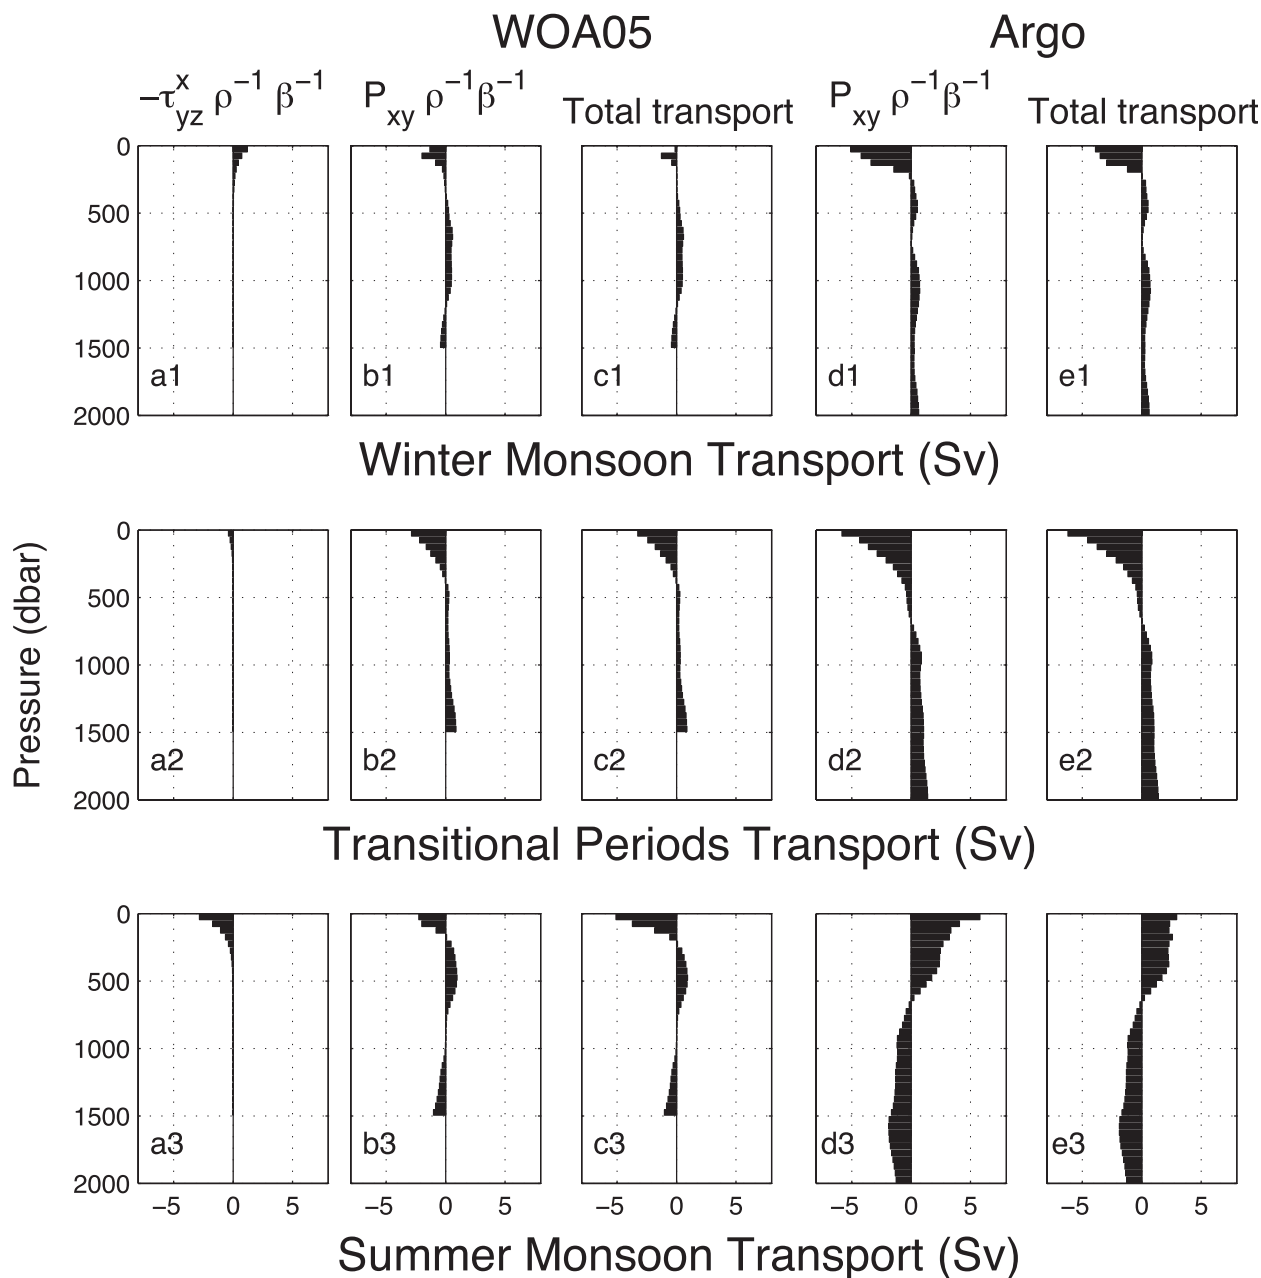 WOA05 Argo
−τ^x_yz ρ^−1 β^−1 P_xy ρ^−1β^−1 Total transport P_xy ρ^−1β^−1 Total transport
0
500
1000
1500
2000
a1 b1 c1 d1 e1
Winter Monsoon Transport (Sv)
Pressure (dbar)
0
500
1000
1500
2000
a2 b2 c2 d2 e2
Transitional Periods Transport (Sv)
0
500
1000
1500
2000
a3 b3 c3 d3 e3
−5 0 5 −5 0 5 −5 0 5 −5 0 5 −5 0 5
Summer Monsoon Transport (Sv)